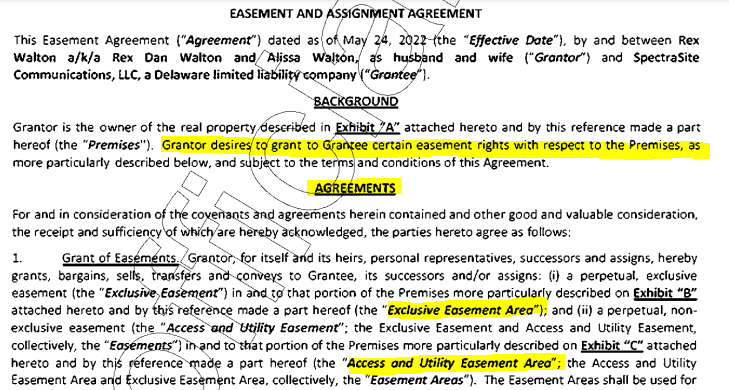 EASEMENT AND ASSIGNMENT AGREEMENT
This Easement Agreement ("Agreement") dated as of May 24, 2022 (the "Effective Date"), by and between Rex
Walton a/k/a Rex Dan Walton and Alissa Walton, as husband and wife ("Grantor") and SpectraSite
Communications, LLC, a Delaware limited liability company ("Grantee").
BACKGROUND
Grantor is the owner of the real property described in Exhibit "A" attached hereto and by this reference made a part
hereof (the "Premises"). Grantor desires to grant to Grantee certain easement rights with respect to the Premises, as
more particularly described below, and subject to the terms and conditions of this Agreement.
AGREEMENTS
For and in consideration of the covenants and agreements herein contained and other good and valuable consideration,
the receipt and sufficiency of which are hereby acknowledged, the parties hereto agree as follows:
1. Grant of Easements. Grantor, for itself and its heirs, personal representatives, successors and assigns, hereby
grants, bargains, sells, transfers and conveys to Grantee, its successors and/or assigns: (i) a perpetual, exclusive
easement (the "Exclusive Easement") in and to that portion of the Premises more particularly described on Exhibit "B"
attached hereto and by this reference made a part hereof (the "Exclusive Easement Area"); and (ii) a perpetual, non-
exclusive easement (the "Access and Utility Easement"; the Exclusive Easement and Access and Utility Easement,
collectively, the "Easements") in and to that portion of the Premises more particularly described on Exhibit "C" attached
hereto and by this reference made a part hereof (the "Access and Utility Easement Area"; the Access and Utility
Easement Area and Exclusive Easement Area, collectively, the "Easement Areas"). The Easement Areas shall be used for